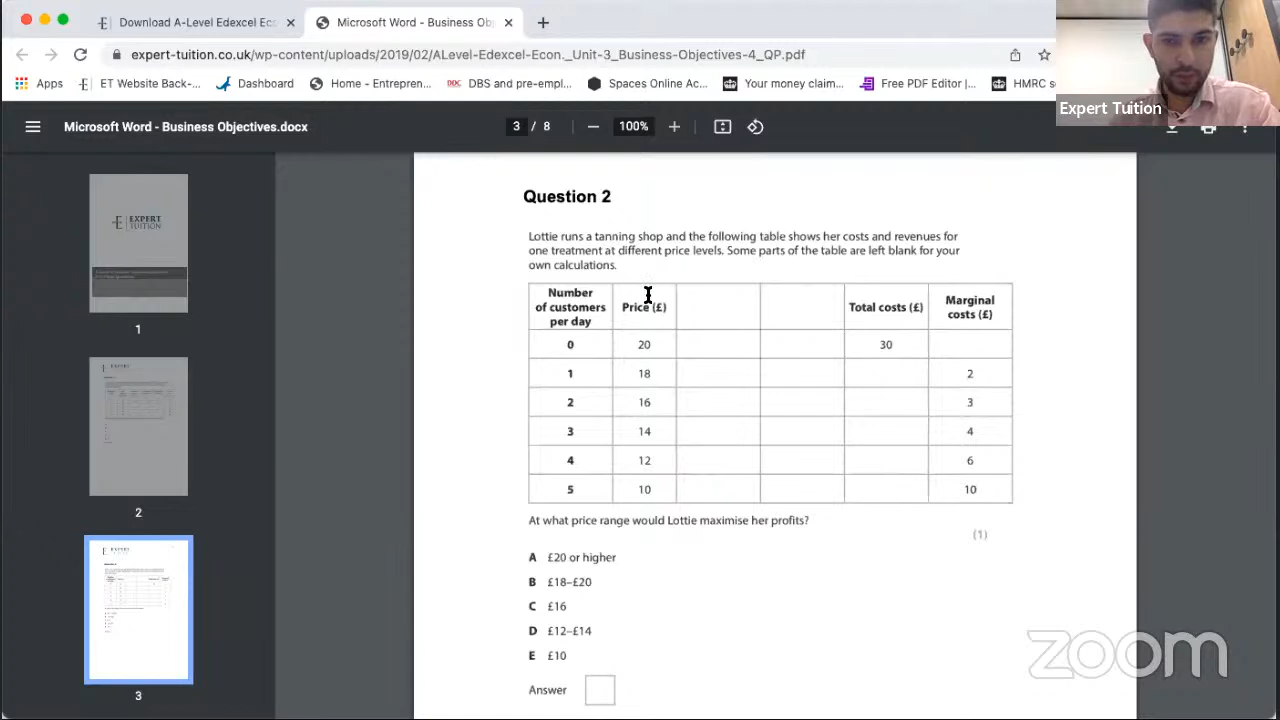 Download A-Level Edexcel Eco
Microsoft Word - Business Ob
expert-tuition.co.uk/wp-content/uploads/2019/02/ALevel-Edexcel-Econ._Unit-3_Business-Objectives-4_QP.pdf
Apps ET Website Back-... Dashboard Home - Entrepren... DBS and pre-empl... Spaces Online Ac... Your money claim... Free PDF Editor |... HMRC s
Expert Tuition
Microsoft Word - Business Objectives.docx 3 / 8 100%
EXPERT
TUITION
1
2
3
Question 2
Lottie runs a tanning shop and the following table shows her costs and revenues for
one treatment at different price levels. Some parts of the table are left blank for your
own calculations.
Number of customers per day Price (£) Total costs (£) Marginal costs (£)
0 20 30
1 18 2
2 16 3
3 14 4
4 12 6
5 10 10
At what price range would Lottie maximise her profits?
(1)
A £20 or higher
B £18–£20
C £16
D £12–£14
E £10
Answer
zoom